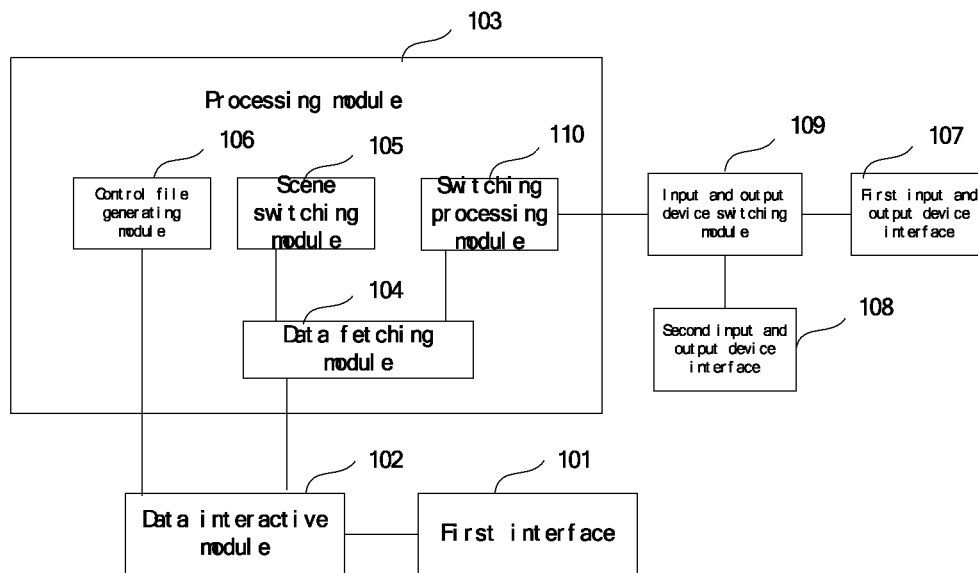 103
Processing module
106
105
110
109
107
Control file
generating
module
Scene
switching
module
Switching
processing
module
Input and output
device switching
module
First input and
output device
interface
104
Data fetching
module
108
Second input and
output device
interface
102
101
Data interactive
module
First interface